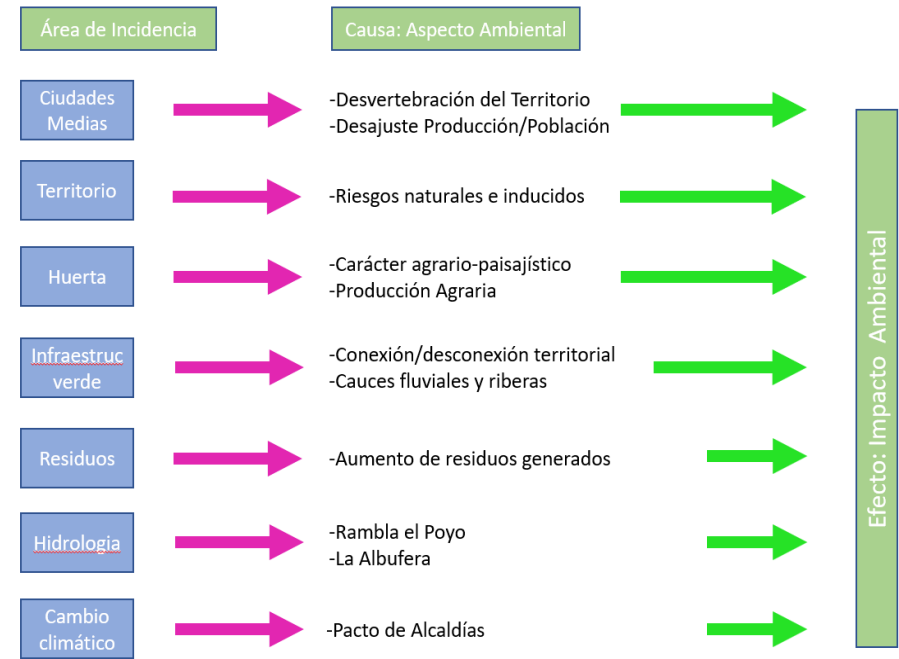 Área de Incidencia
Causa: Aspecto Ambiental
Ciudades
Medias
-Desvertebración del Territorio
-Desajuste Producción/Población
Territorio
-Riesgos naturales e inducidos
Huerta
-Carácter agrario-paisajístico
-Producción Agraria
Infraestruc
verde
-Conexión/desconexión territorial
-Cauces fluviales y riberas
Residuos
-Aumento de residuos generados
Hidrologia
-Rambla el Poyo
-La Albufera
Cambio
climático
-Pacto de Alcaldías
Efecto: Impacto Ambiental